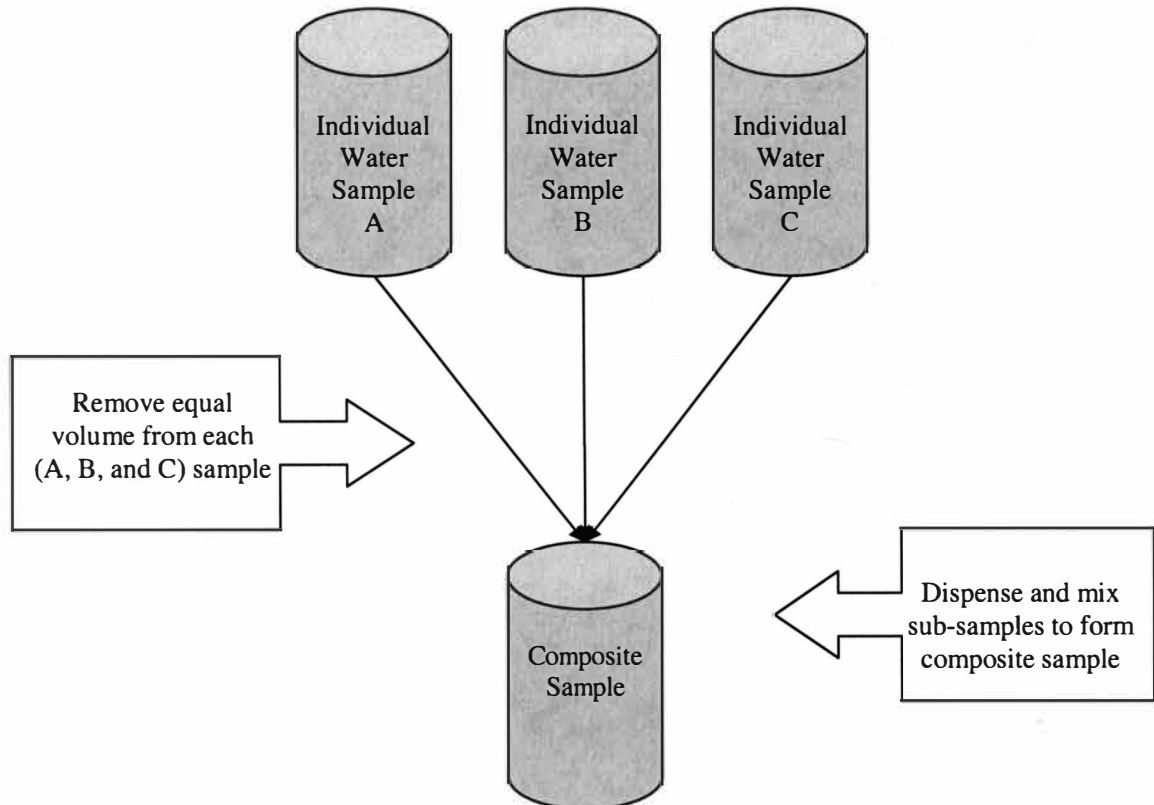 Individual
Water
Sample
A
Individual
Water
Sample
B
Individual
Water
Sample
C
Remove equal
volume from each
(A, B, and C) sample
Dispense and mix
sub-samples to form
composite sample
Composite
Sample